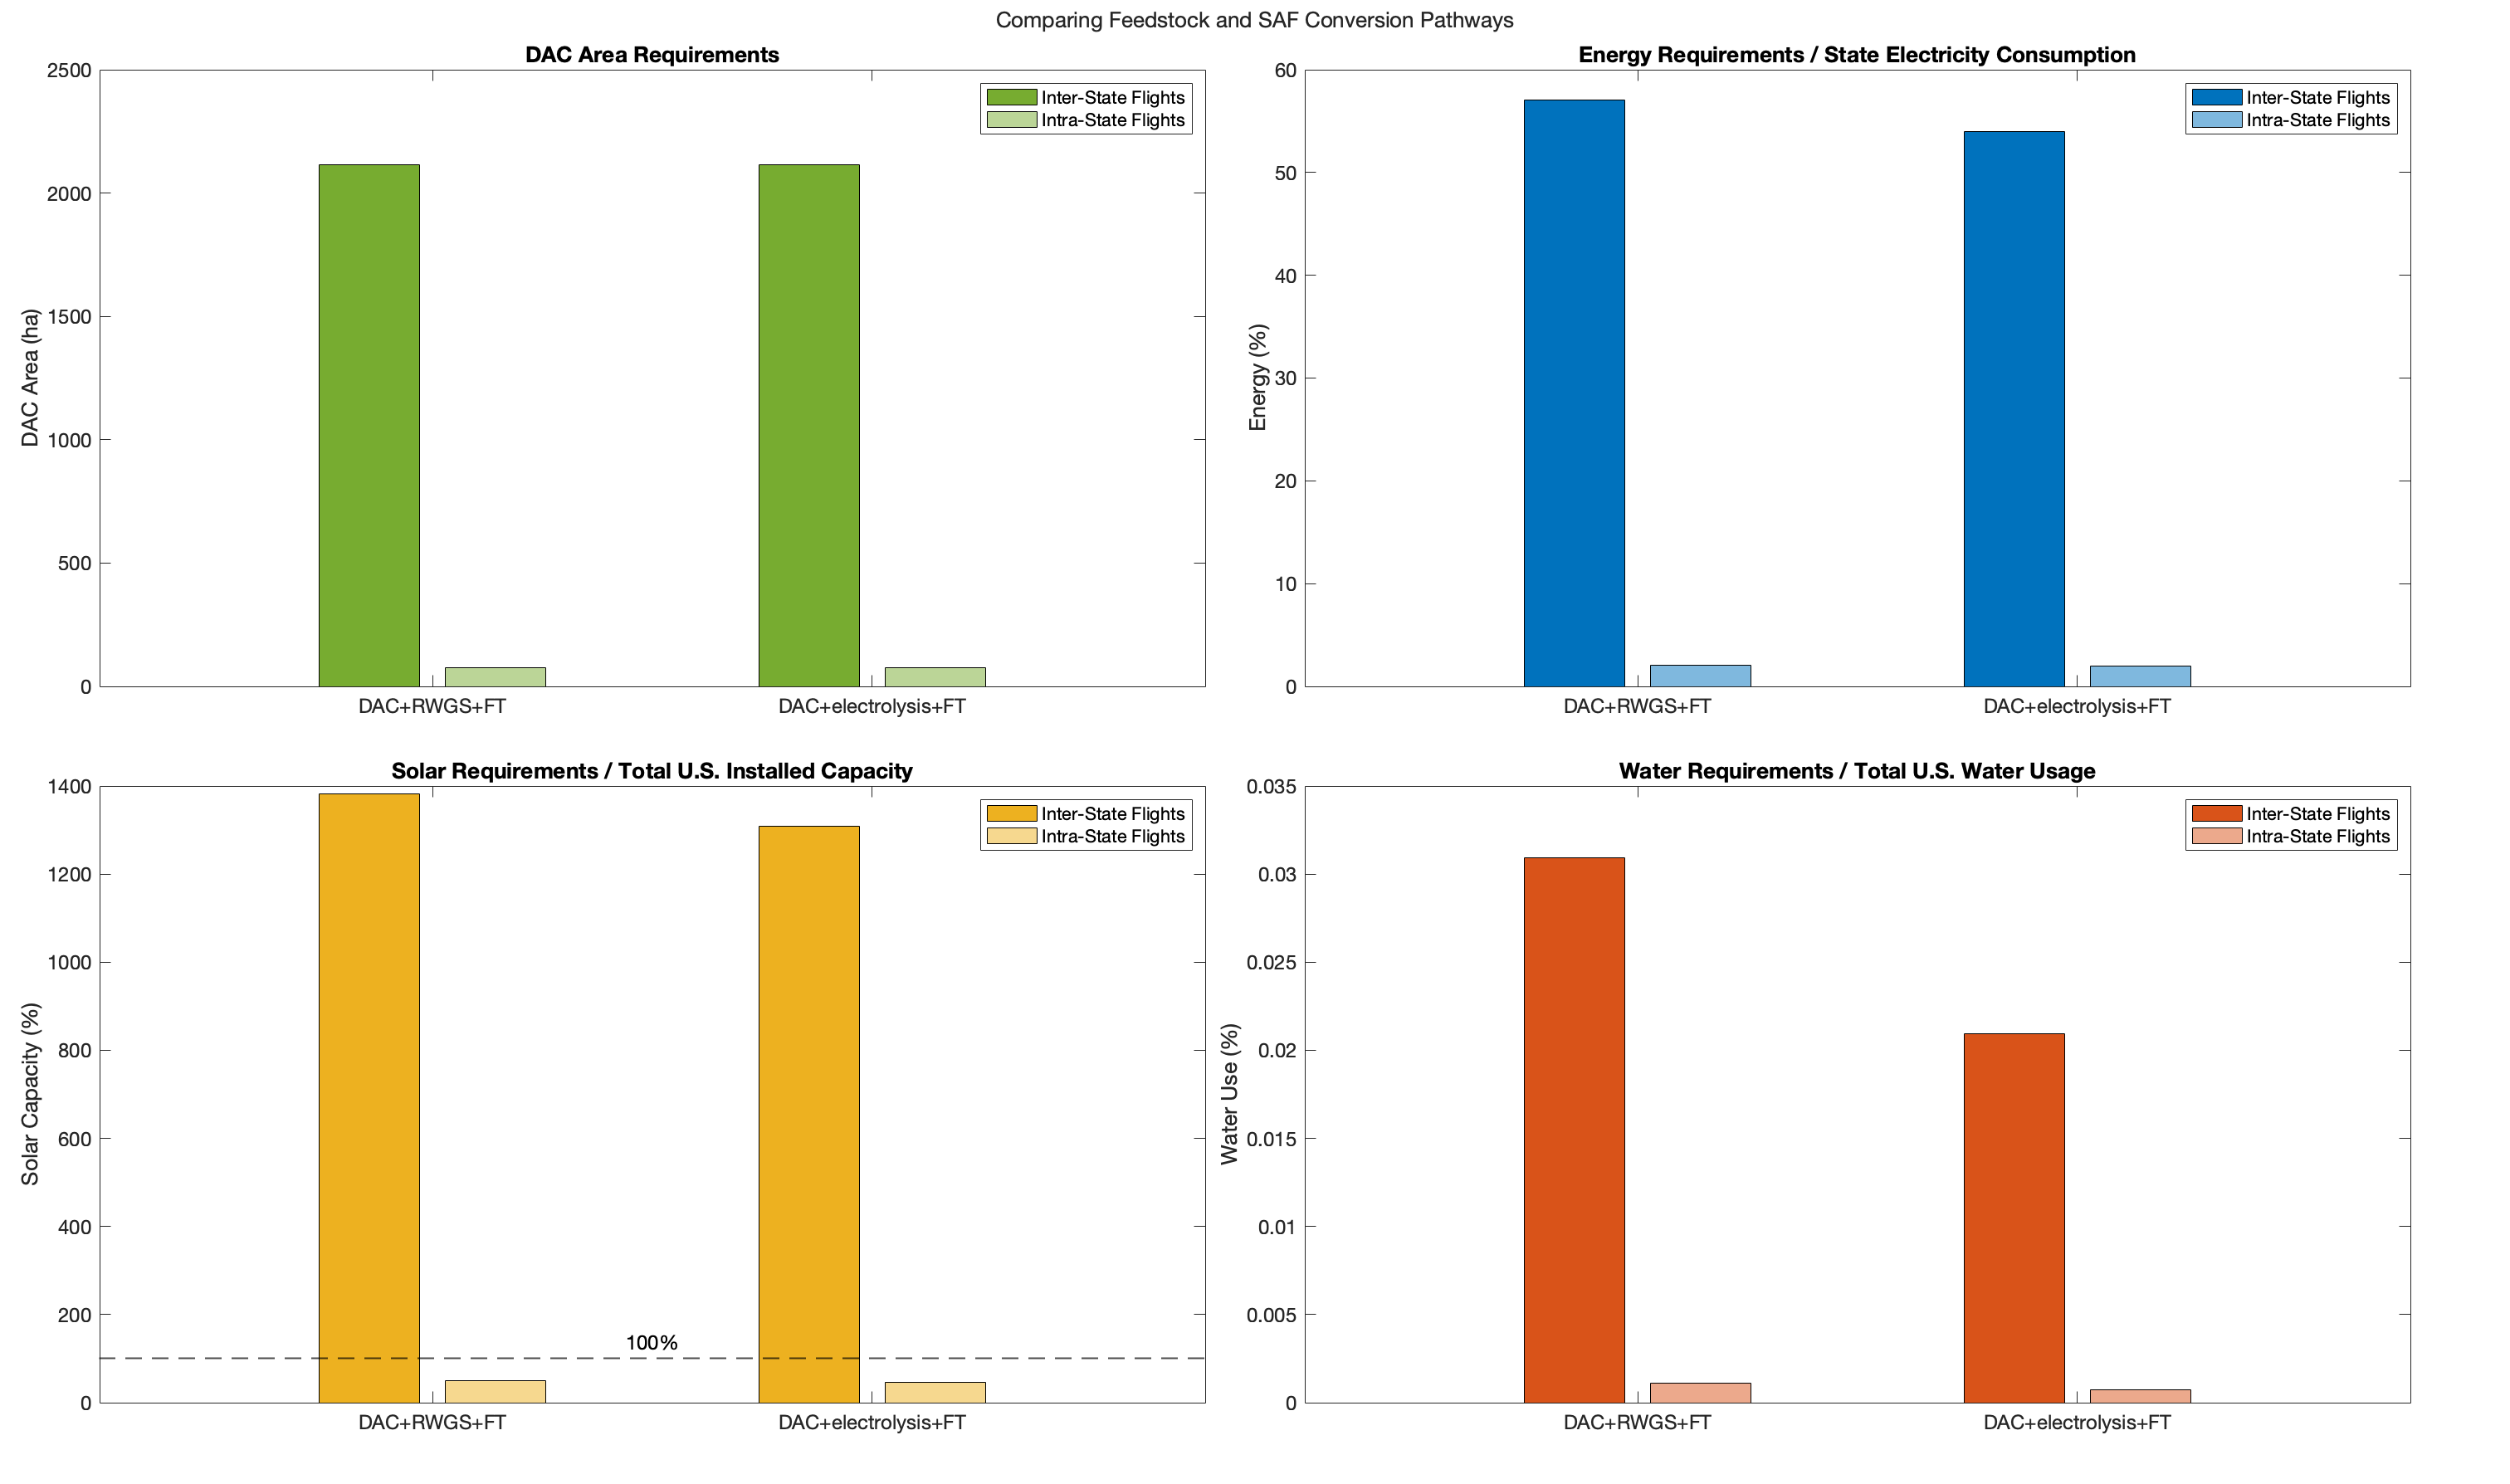 Comparing Feedstock and SAF Conversion Pathways
DAC Area Requirements
2500
2000
1500
1000
500
0
DAC Area (ha)
Inter-State Flights
Intra-State Flights
DAC+RWGS+FT
DAC+electrolysis+FT
Energy Requirements / State Electricity Consumption
60
50
40
30
20
10
0
Energy (%)
Inter-State Flights
Intra-State Flights
DAC+RWGS+FT
DAC+electrolysis+FT
Solar Requirements / Total U.S. Installed Capacity
1400
1200
1000
800
600
400
200
0
Solar Capacity (%)
Inter-State Flights
Intra-State Flights
100%
DAC+RWGS+FT
DAC+electrolysis+FT
Water Requirements / Total U.S. Water Usage
0.035
0.03
0.025
0.02
0.015
0.01
0.005
0
Water Use (%)
Inter-State Flights
Intra-State Flights
DAC+RWGS+FT
DAC+electrolysis+FT